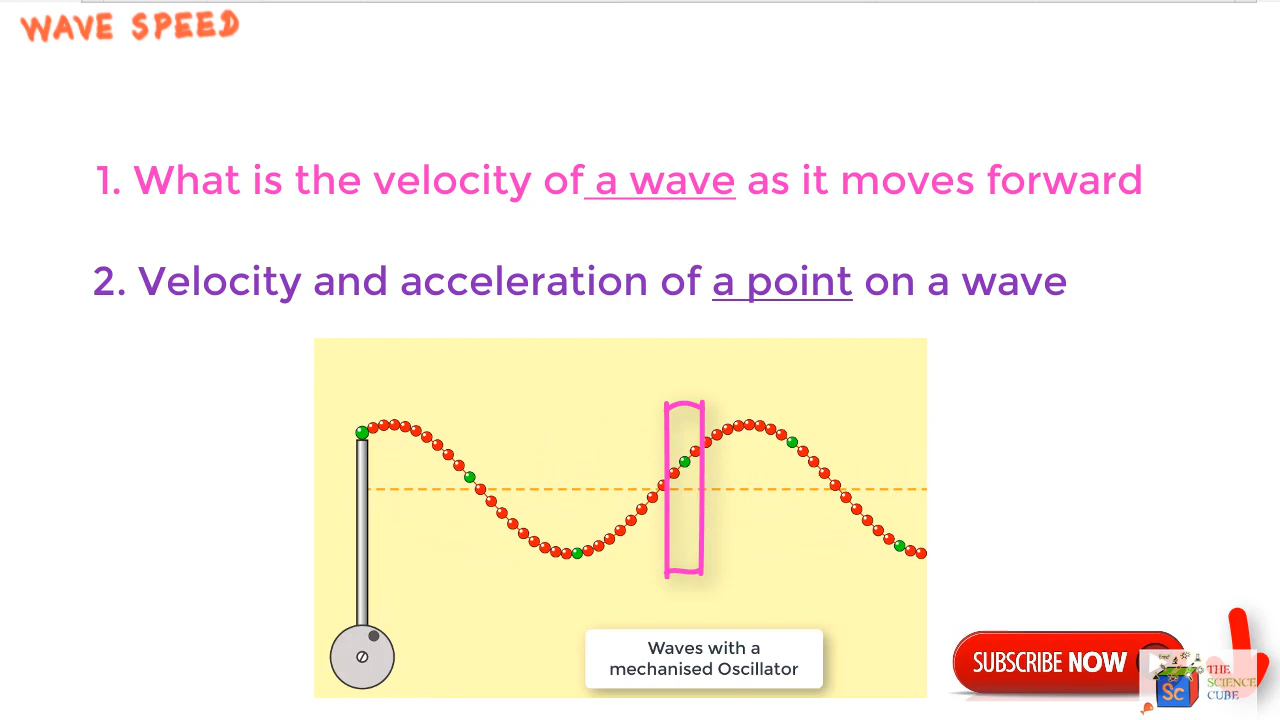 WAVE SPEED
1. What is the velocity of a wave as it moves forward
2. Velocity and acceleration of a point on a wave
Waves with a
mechanised Oscillator
SUBSCRIBE NOW
Sc
THE
SCIENCE
CUBE